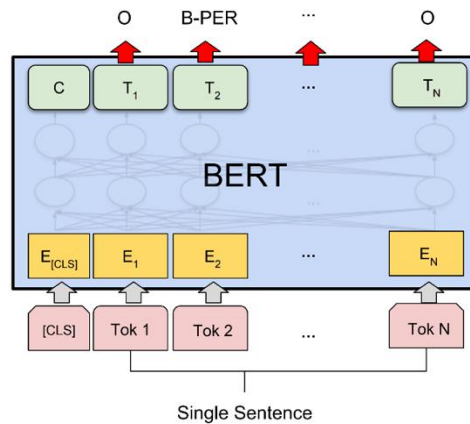 O B-PER ... O
C T1 T2 ... TN
...
BERT
...
E[CLS] E1 E2 ... EN
[CLS] Tok 1 Tok 2 ... Tok N
Single Sentence